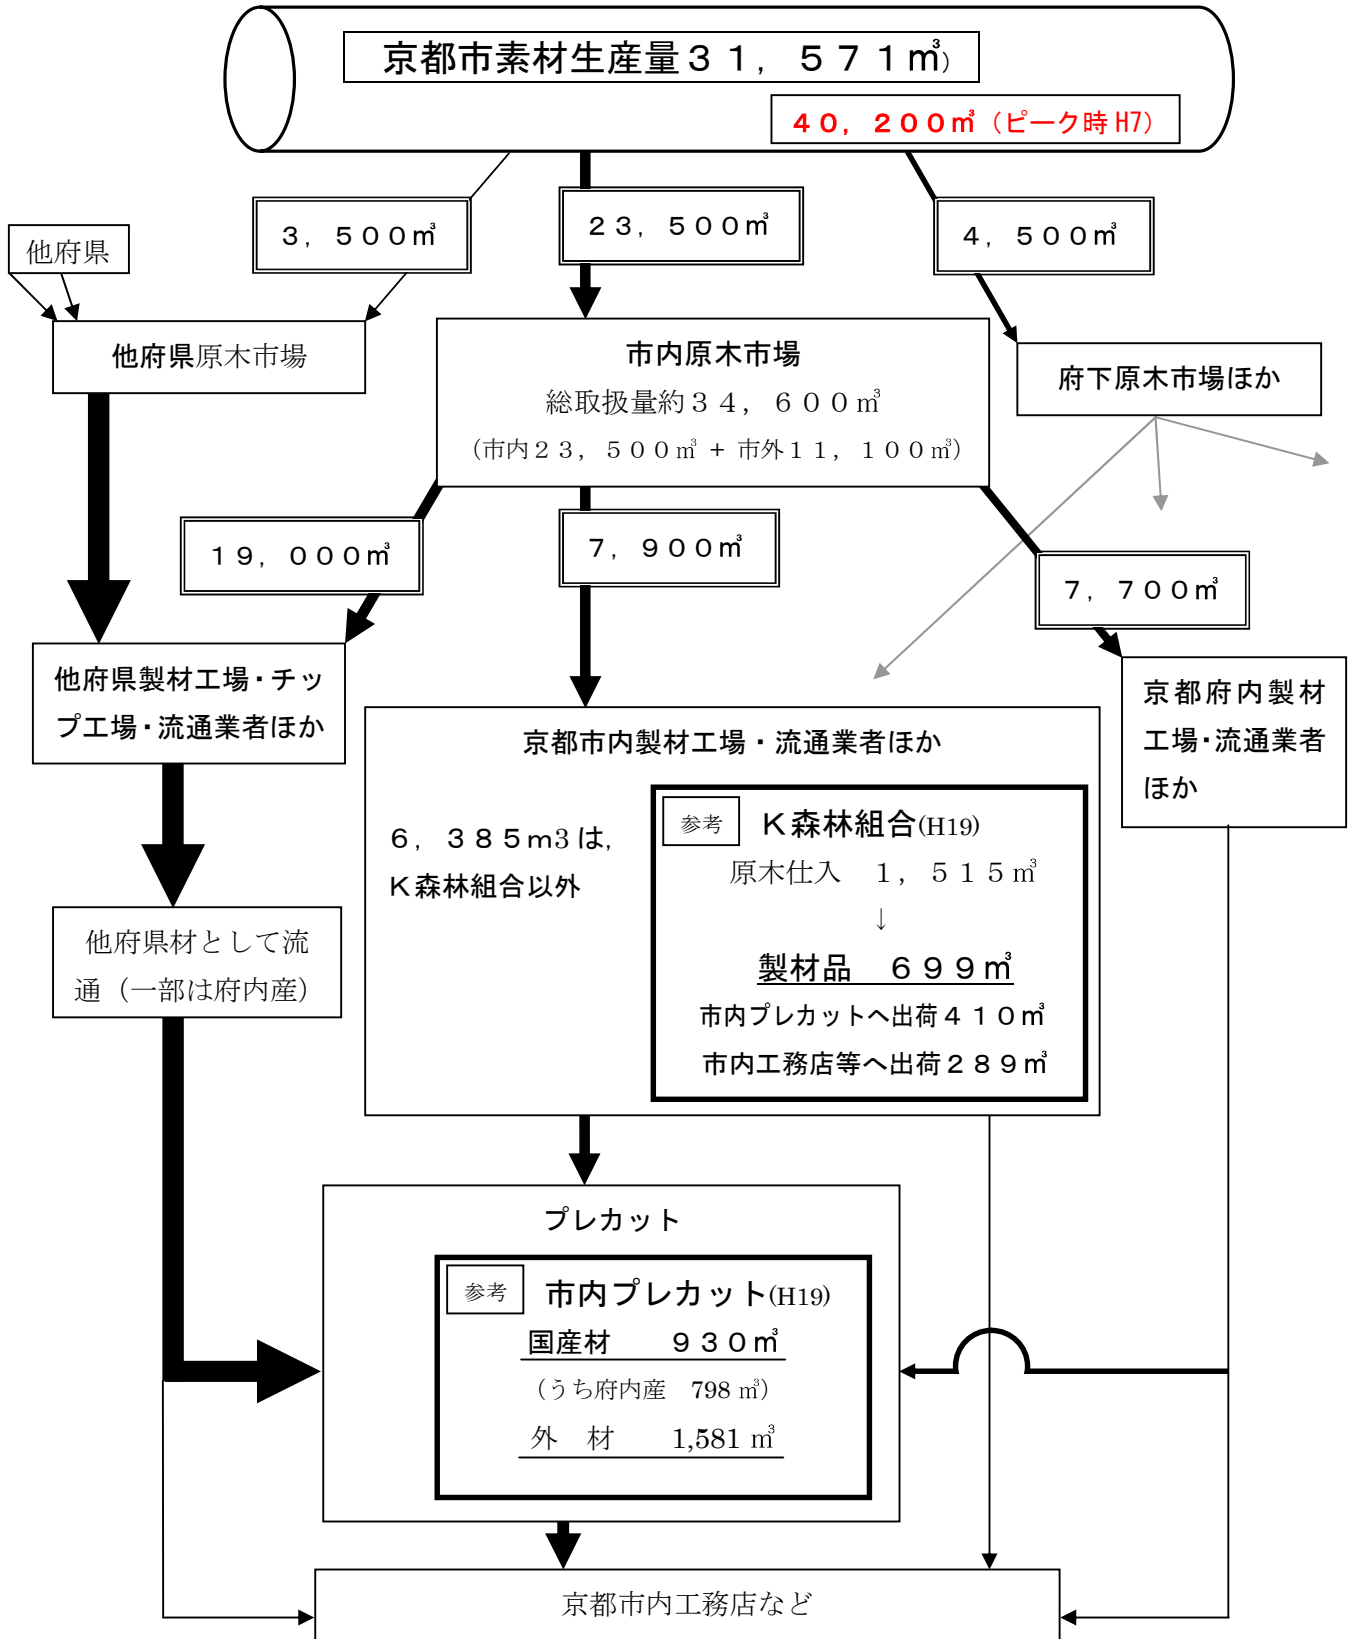 京都市素材生産量３１，５７１㎥）
４０，２００㎥（ピーク時 H7）
３，５００㎥
２３，５００㎥
４，５００㎥
他府県
他府県原木市場
市内原木市場
総取扱量約３４，６００㎥
（市内２３，５００㎥ + 市外１１，１００㎥）
府下原木市場ほか
１９，０００㎥
７，９００㎥
７，７００㎥
他府県製材工場・チッ
プ工場・流通業者ほか
京都府内製材
工場・流通業者
ほか
京都市内製材工場・流通業者ほか
６，３８５ｍ3 は，
Ｋ森林組合以外
参考
Ｋ森林組合(H19)
原木仕入　１，５１５㎥
↓
製材品　６９９㎥
市内プレカットへ出荷４１０㎥
市内工務店等へ出荷２８９㎥
他府県材として流
通（一部は府内産）
プレカット
参考
市内プレカット(H19)
国産材　　９３０㎥
（うち府内産　798 ㎥）
外　材　　1,581 ㎥
京都市内工務店など